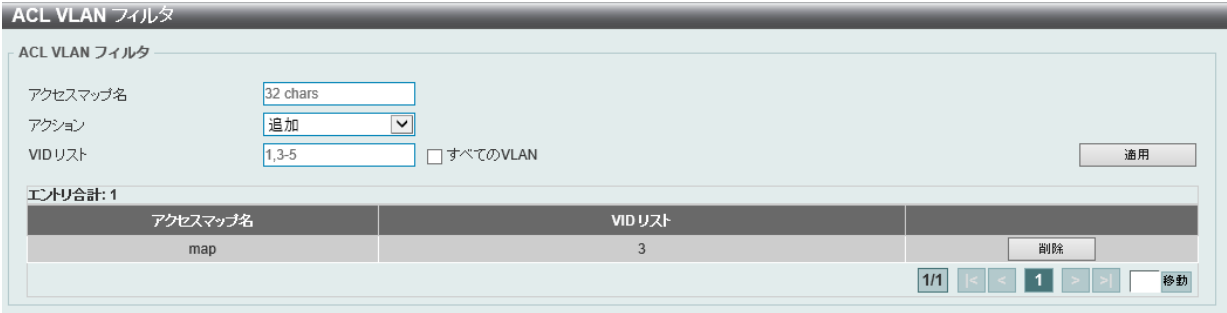 ACL VLAN フィルタ
ACL VLAN フィルタ
アクセスマップ名 32 chars
アクション 追加
VID リスト 1,3-5 すべてのVLAN 適用
エントリ合計: 1
アクセスマップ名 VID リスト
map 3 削除
1/1 |< < 1 > >| 移動